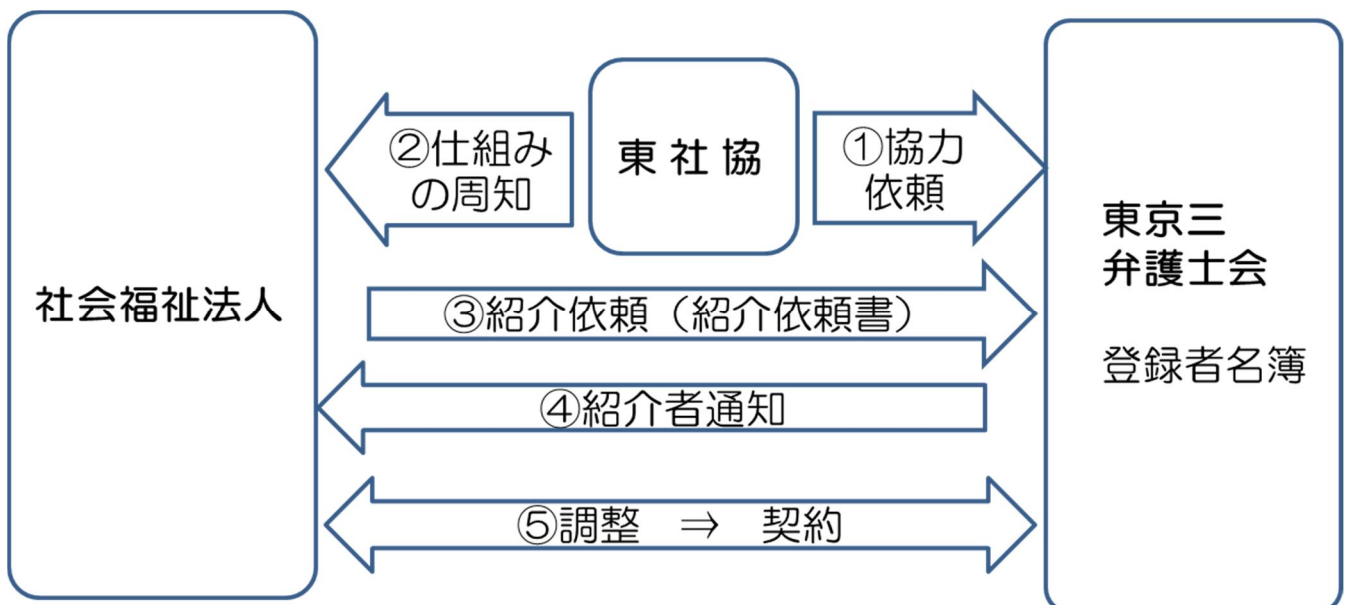 東社協
①協力
依頼
②仕組み
の周知
社会福祉法人
東京三
弁護士会
登録者名簿
③紹介依頼（紹介依頼書）
④紹介者通知
⑤調整　⇒　契約